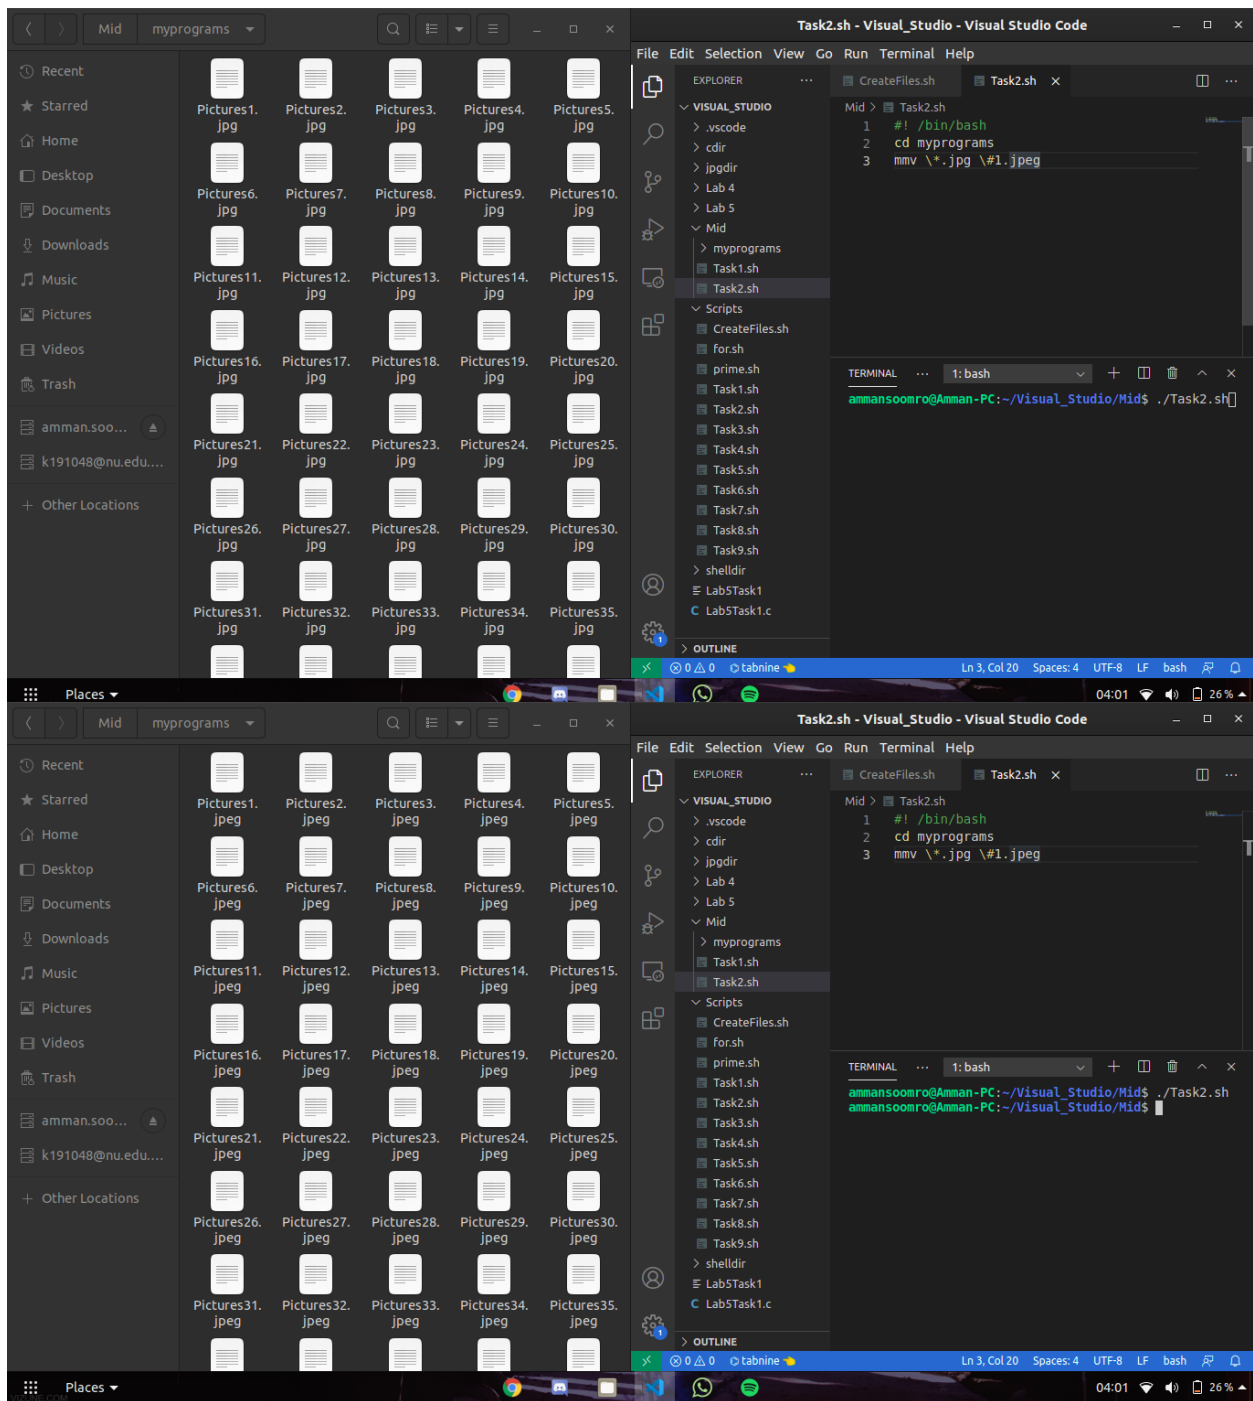 Mid myprograms
Recent
Starred
Home
Desktop
Documents
Downloads
Music
Pictures
Videos
Trash
amman.soo...
k191048@nu.edu....
Other Locations
Pictures1. Pictures2. Pictures3. Pictures4. Pictures5.
jpg jpg jpg jpg jpg
Pictures6. Pictures7. Pictures8. Pictures9. Pictures10.
jpg jpg jpg jpg jpg
Pictures11. Pictures12. Pictures13. Pictures14. Pictures15.
jpg jpg jpg jpg jpg
Pictures16. Pictures17. Pictures18. Pictures19. Pictures20.
jpg jpg jpg jpg jpg
Pictures21. Pictures22. Pictures23. Pictures24. Pictures25.
jpg jpg jpg jpg jpg
Pictures26. Pictures27. Pictures28. Pictures29. Pictures30.
jpg jpg jpg jpg jpg
Pictures31. Pictures32. Pictures33. Pictures34. Pictures35.
jpg jpg jpg jpg jpg
Task2.sh - Visual_Studio - Visual Studio Code
File Edit Selection View Go Run Terminal Help
EXPLORER ...
VISUAL_STUDIO
> .vscode
> cdir
> jpgdir
> Lab 4
> Lab 5
Mid
> myprograms
Task1.sh
Task2.sh
Scripts
CreateFiles.sh
for.sh
prime.sh
Task1.sh
Task2.sh
Task3.sh
Task4.sh
Task5.sh
Task6.sh
Task7.sh
Task8.sh
Task9.sh
> shelldir
Lab5Task1
C Lab5Task1.c
> OUTLINE
CreateFiles.sh Task2.sh
Mid > Task2.sh
1 #! /bin/bash
2 cd myprograms
3 mmv \*.jpg \#1.jpeg
TERMINAL ... 1: bash
ammansoomro@Amman-PC:~/Visual_Studio/Mid$ ./Task2.sh
1
0 0 tabnine Ln 3, Col 20 Spaces: 4 UTF-8 LF bash
Places 04:01 26 %
Mid myprograms
Recent
Starred
Home
Desktop
Documents
Downloads
Music
Pictures
Videos
Trash
amman.soo...
k191048@nu.edu....
Other Locations
Pictures1. Pictures2. Pictures3. Pictures4. Pictures5.
jpeg jpeg jpeg jpeg jpeg
Pictures6. Pictures7. Pictures8. Pictures9. Pictures10.
jpeg jpeg jpeg jpeg jpeg
Pictures11. Pictures12. Pictures13. Pictures14. Pictures15.
jpeg jpeg jpeg jpeg jpeg
Pictures16. Pictures17. Pictures18. Pictures19. Pictures20.
jpeg jpeg jpeg jpeg jpeg
Pictures21. Pictures22. Pictures23. Pictures24. Pictures25.
jpeg jpeg jpeg jpeg jpeg
Pictures26. Pictures27. Pictures28. Pictures29. Pictures30.
jpeg jpeg jpeg jpeg jpeg
Pictures31. Pictures32. Pictures33. Pictures34. Pictures35.
jpeg jpeg jpeg jpeg jpeg
Task2.sh - Visual_Studio - Visual Studio Code
File Edit Selection View Go Run Terminal Help
EXPLORER ...
VISUAL_STUDIO
> .vscode
> cdir
> jpgdir
> Lab 4
> Lab 5
Mid
> myprograms
Task1.sh
Task2.sh
Scripts
CreateFiles.sh
for.sh
prime.sh
Task1.sh
Task2.sh
Task3.sh
Task4.sh
Task5.sh
Task6.sh
Task7.sh
Task8.sh
Task9.sh
> shelldir
Lab5Task1
C Lab5Task1.c
> OUTLINE
CreateFiles.sh Task2.sh
Mid > Task2.sh
1 #! /bin/bash
2 cd myprograms
3 mmv \*.jpg \#1.jpeg
TERMINAL ... 1: bash
ammansoomro@Amman-PC:~/Visual_Studio/Mid$ ./Task2.sh
ammansoomro@Amman-PC:~/Visual_Studio/Mid$
1
0 0 tabnine Ln 3, Col 20 Spaces: 4 UTF-8 LF bash
Places 04:01 26 %